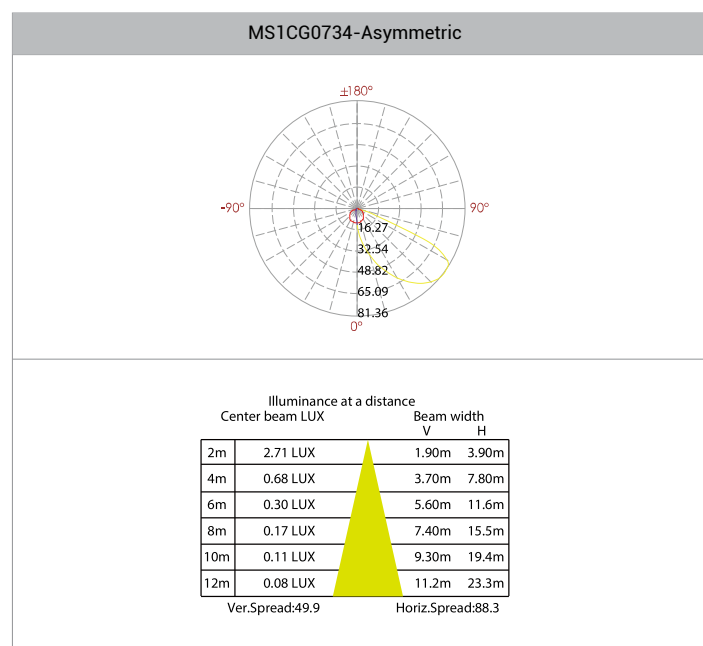 MS1CG0734-Asymmetric
±180°
-90° 90°
16.27
32.54
48.82
65.09
81.36
0°
Illuminance at a distance
Center beam LUX Beam width
V H
2m 2.71 LUX 1.90m 3.90m
4m 0.68 LUX 3.70m 7.80m
6m 0.30 LUX 5.60m 11.6m
8m 0.17 LUX 7.40m 15.5m
10m 0.11 LUX 9.30m 19.4m
12m 0.08 LUX 11.2m 23.3m
Ver.Spread:49.9 Horiz.Spread:88.3